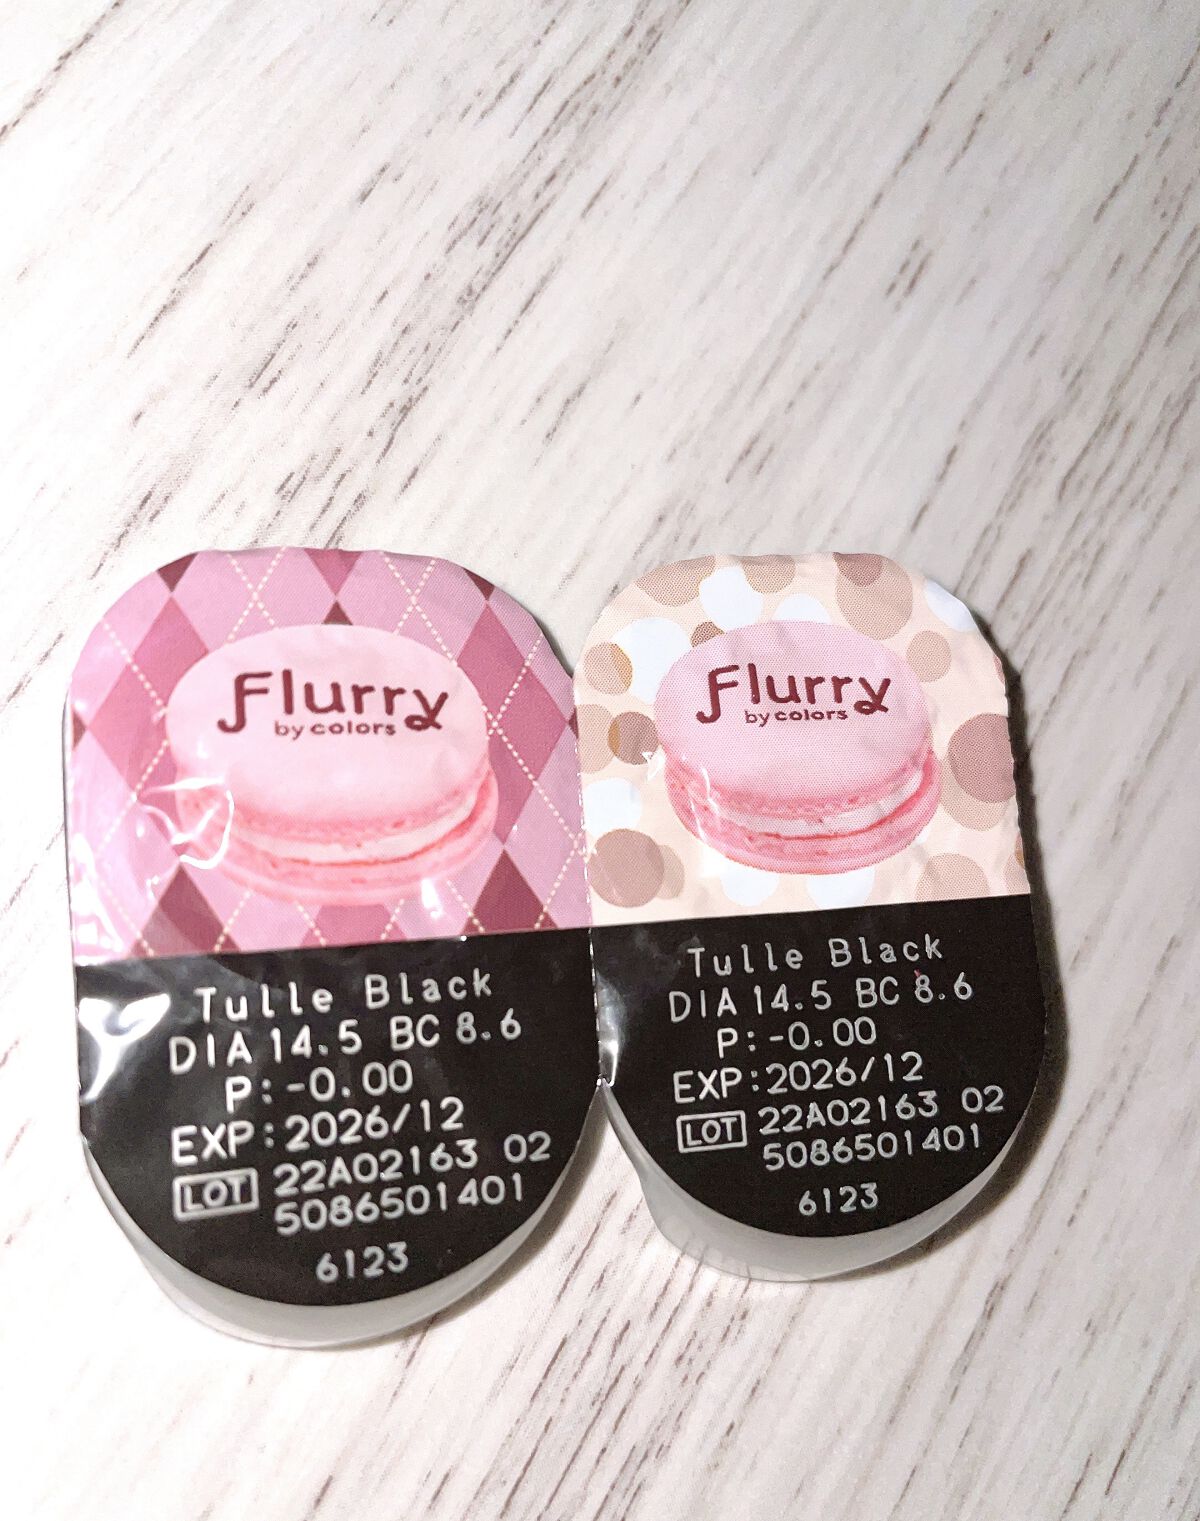 Flurry
by colors
Tulle Black
DIA 14.5 BC 8.6
P:-0.00
EXP:2026/12
LOT 22A02163 02
5086501401
6123
Flurry
by colors
Tulle Black
DIA 14.5 BC 8.6
P:-0.00
EXP:2026/12
LOT 22A02163 02
5086501401
6123